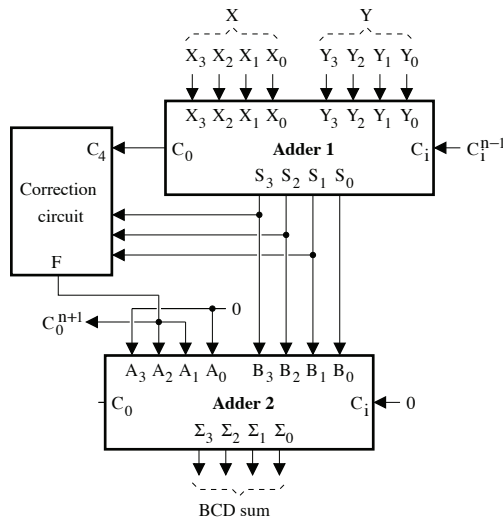 X Y
X3 X2 X1 X0 Y3 Y2 Y1 Y0
X3 X2 X1 X0 Y3 Y2 Y1 Y0
C4 C0 Adder 1 Ci Ci^n−1
S3 S2 S1 S0
Correction
circuit
F
C0^n+1 0
A3 A2 A1 A0 B3 B2 B1 B0
C0 Adder 2 Ci 0
Σ3 Σ2 Σ1 Σ0
BCD sum